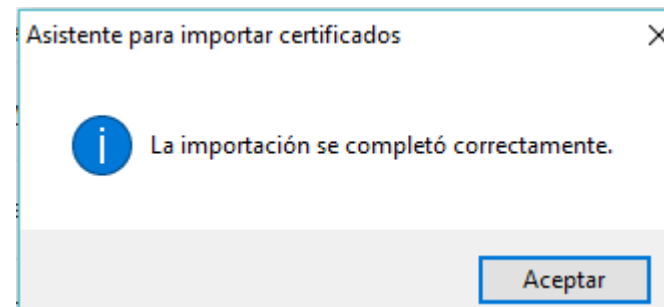 Asistente para importar certificados
La importación se completó correctamente.
Aceptar